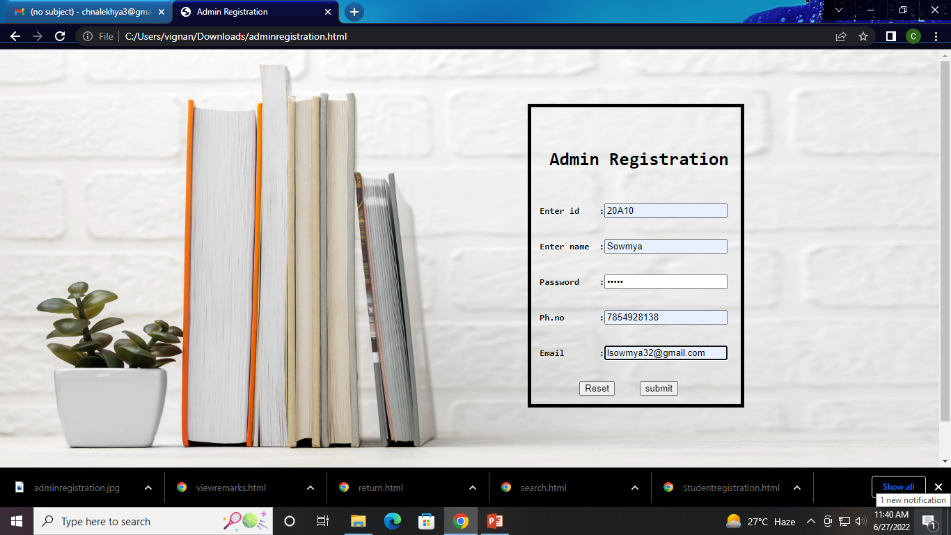 (no subject) - chnalekhya3@gma
Admin Registration
File
C:/Users/vignan/Downloads/adminregistration.html
C
Admin Registration
Enter id : 20A10
Enter name : Sowmya
Password : •••••
Ph.no : 7854928138
Email : lsowmya32@gmail.com
Reset submit
adminregistration.jpg
viewremarks.html
return.html
search.html
Studentregistration.html
Show all
1 new notification
Type here to search
27°C Haze
11:40 AM
6/27/2022
1